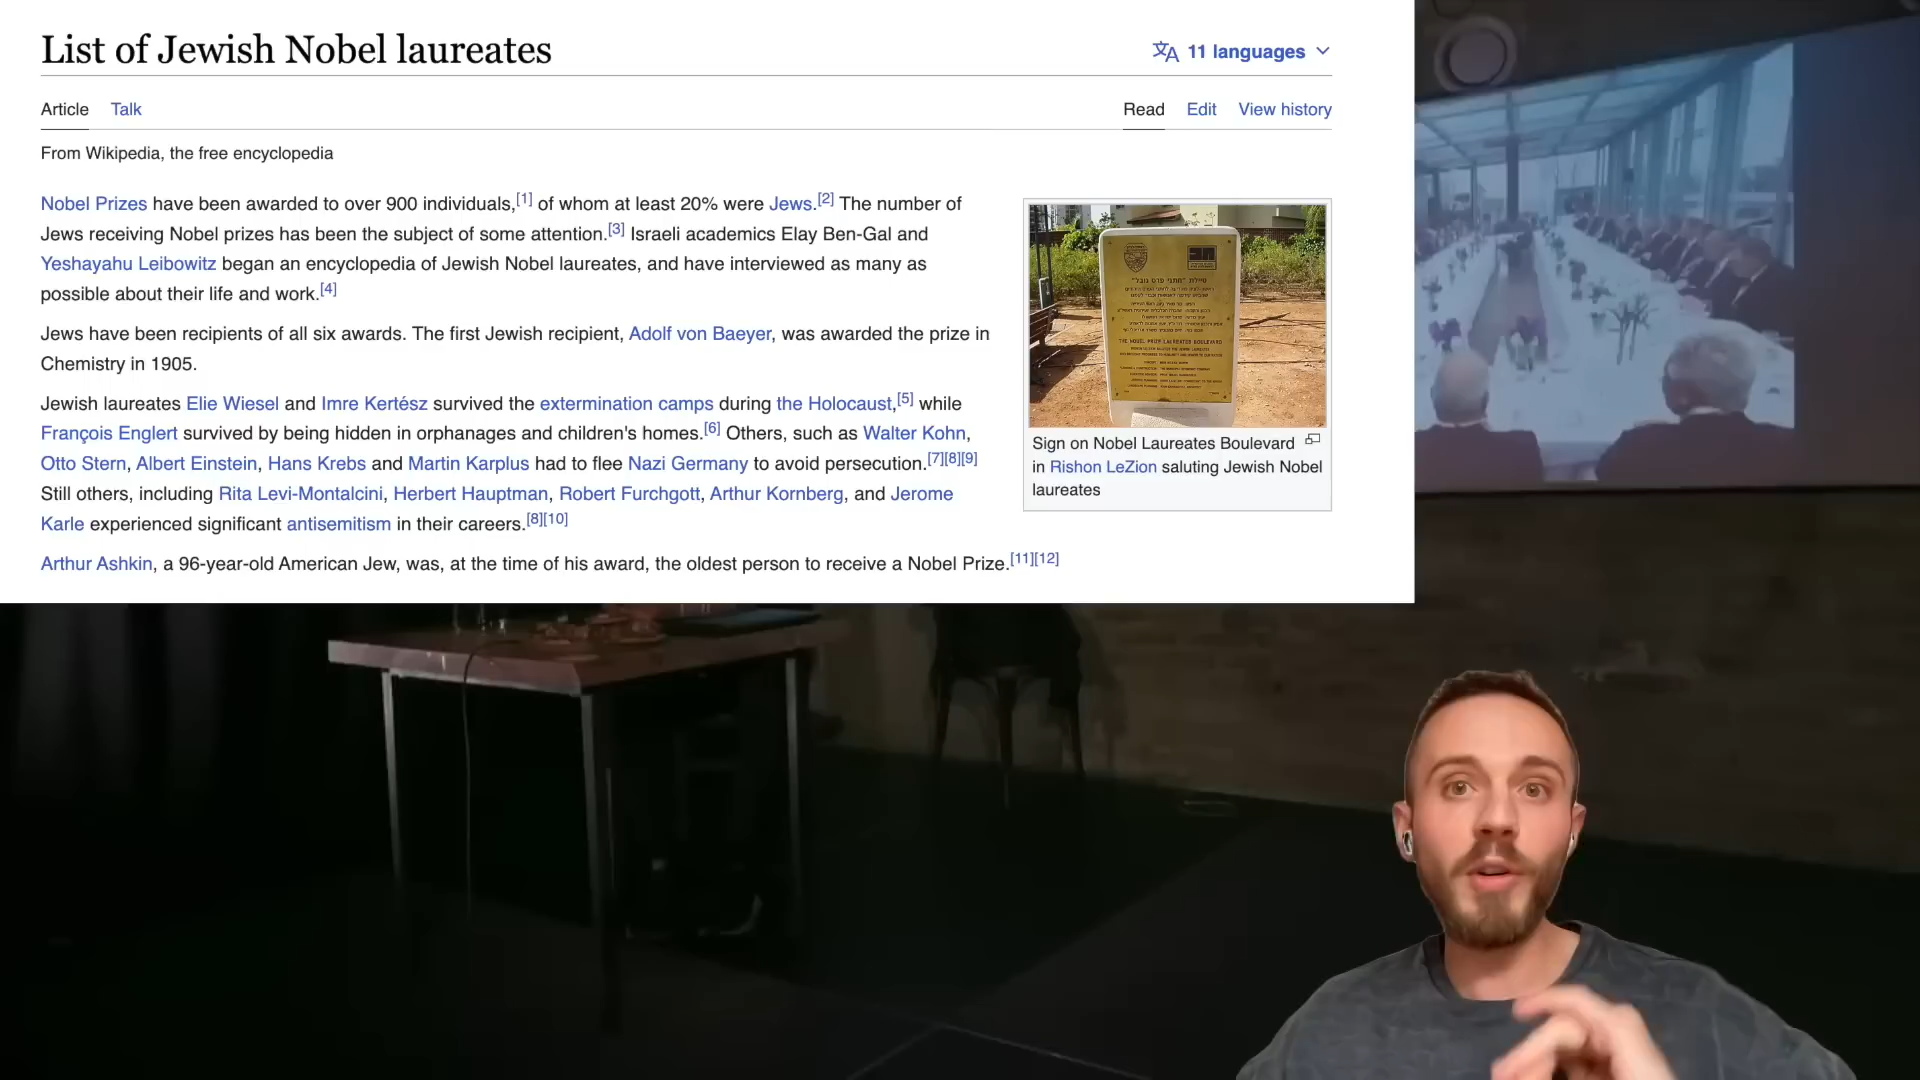 List of Jewish Nobel laureates
11 languages
Article Talk
Read Edit View history
From Wikipedia, the free encyclopedia
Nobel Prizes have been awarded to over 900 individuals,[1] of whom at least 20% were Jews.[2] The number of
Jews receiving Nobel prizes has been the subject of some attention.[3] Israeli academics Elay Ben-Gal and
Yeshayahu Leibowitz began an encyclopedia of Jewish Nobel laureates, and have interviewed as many as
possible about their life and work.[4]
Jews have been recipients of all six awards. The first Jewish recipient, Adolf von Baeyer, was awarded the prize in
Chemistry in 1905.
Jewish laureates Elie Wiesel and Imre Kertész survived the extermination camps during the Holocaust,[5] while
François Englert survived by being hidden in orphanages and children's homes.[6] Others, such as Walter Kohn,
Otto Stern, Albert Einstein, Hans Krebs and Martin Karplus had to flee Nazi Germany to avoid persecution.[7][8][9]
Still others, including Rita Levi-Montalcini, Herbert Hauptman, Robert Furchgott, Arthur Kornberg, and Jerome
Karle experienced significant antisemitism in their careers.[8][10]
Arthur Ashkin, a 96-year-old American Jew, was, at the time of his award, the oldest person to receive a Nobel Prize.[11][12]
THE NOBEL PRIZE LAUREATES BOULEVARD
Sign on Nobel Laureates Boulevard
in Rishon LeZion saluting Jewish Nobel
laureates